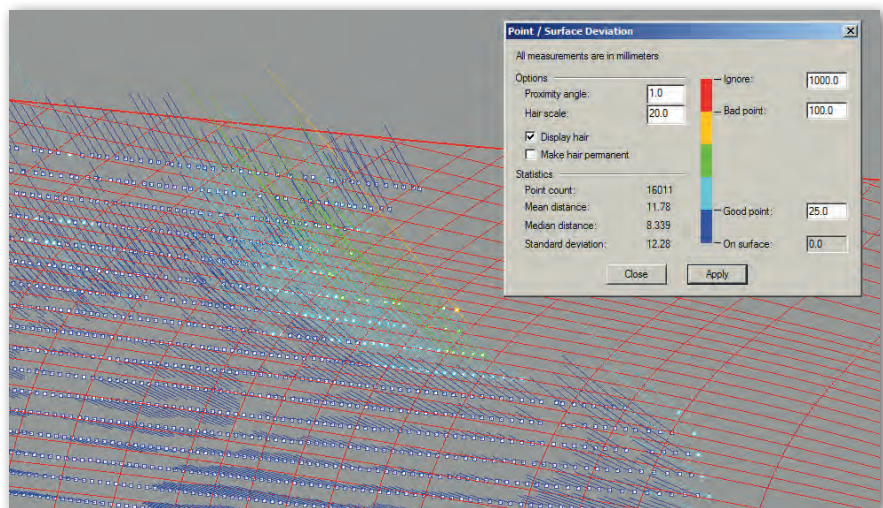 Point / Surface Deviation
All measurements are in millimeters
Options
Proximity angle: 1.0
Hair scale: 20.0
Display hair
Make hair permanent
Statistics
Point count: 16011
Mean distance: 11.78
Median distance: 8.339
Standard deviation: 12.28
Ignore: 1000.0
Bad point: 100.0
Good point: 25.0
On surface: 0.0
Close Apply